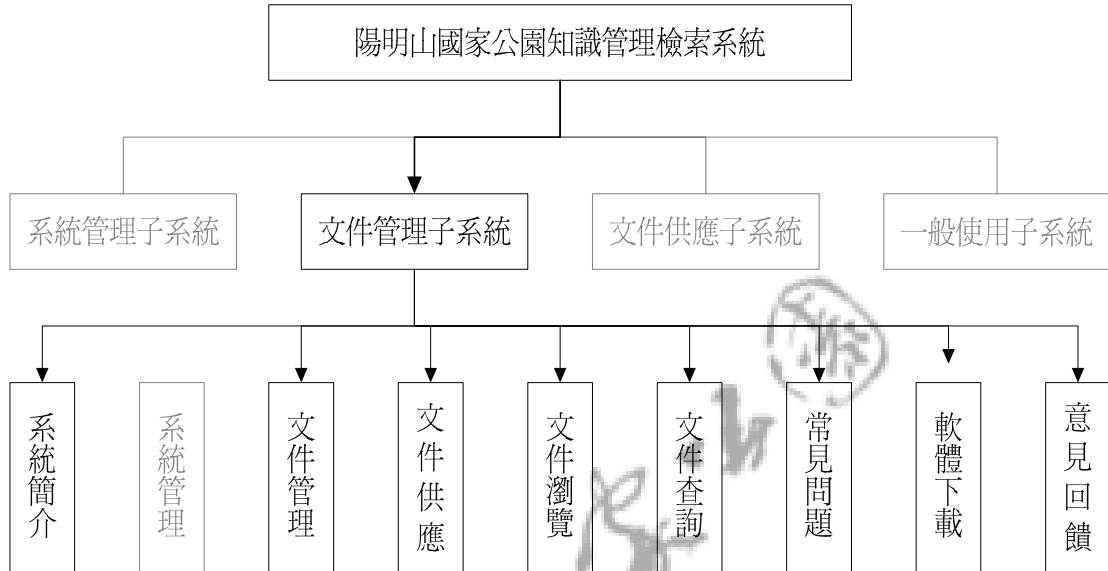 陽明山國家公園知識管理檢索系統
系統管理子系統
文件管理子系統
文件供應子系統
一般使用子系統
系統簡介
系統管理
文件管理
文件供應
文件瀏覽
文件查詢
常見問題
軟體下載
意見回饋